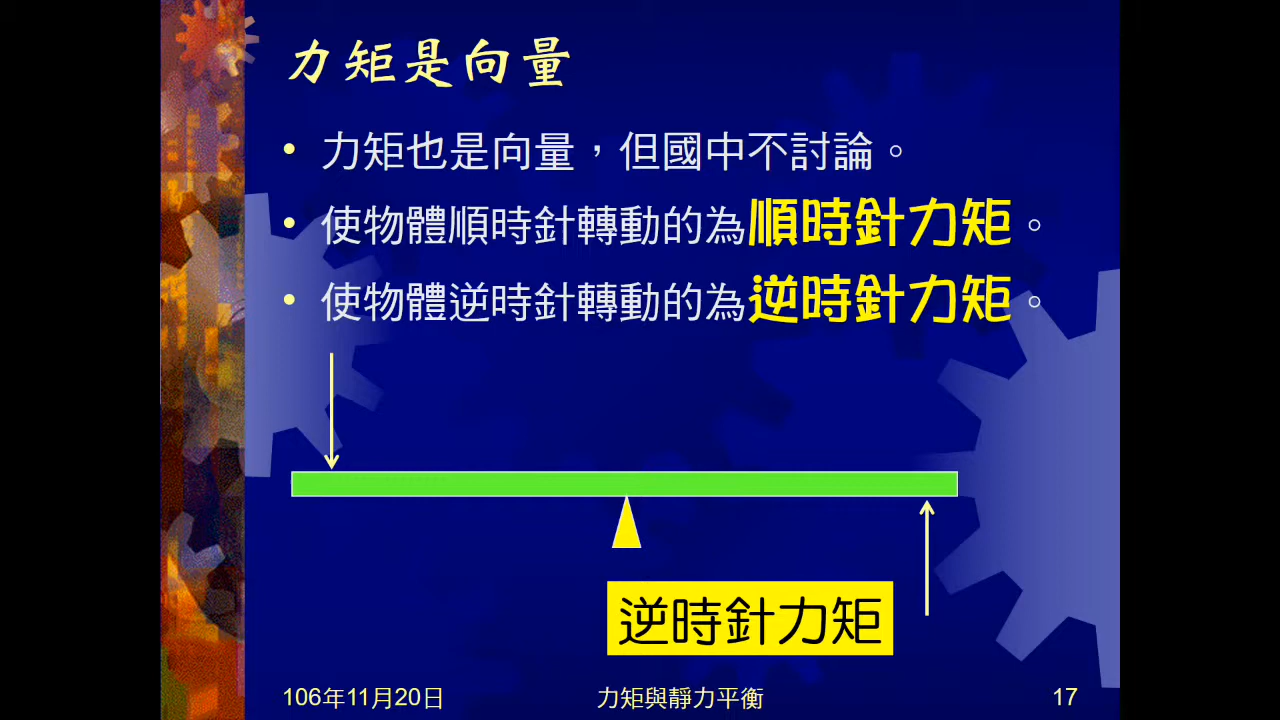 力矩是向量
• 力矩也是向量，但國中不討論。
• 使物體順時針轉動的為順時針力矩。
• 使物體逆時針轉動的為逆時針力矩。
逆時針力矩
106年11月20日
力矩與靜力平衡
17